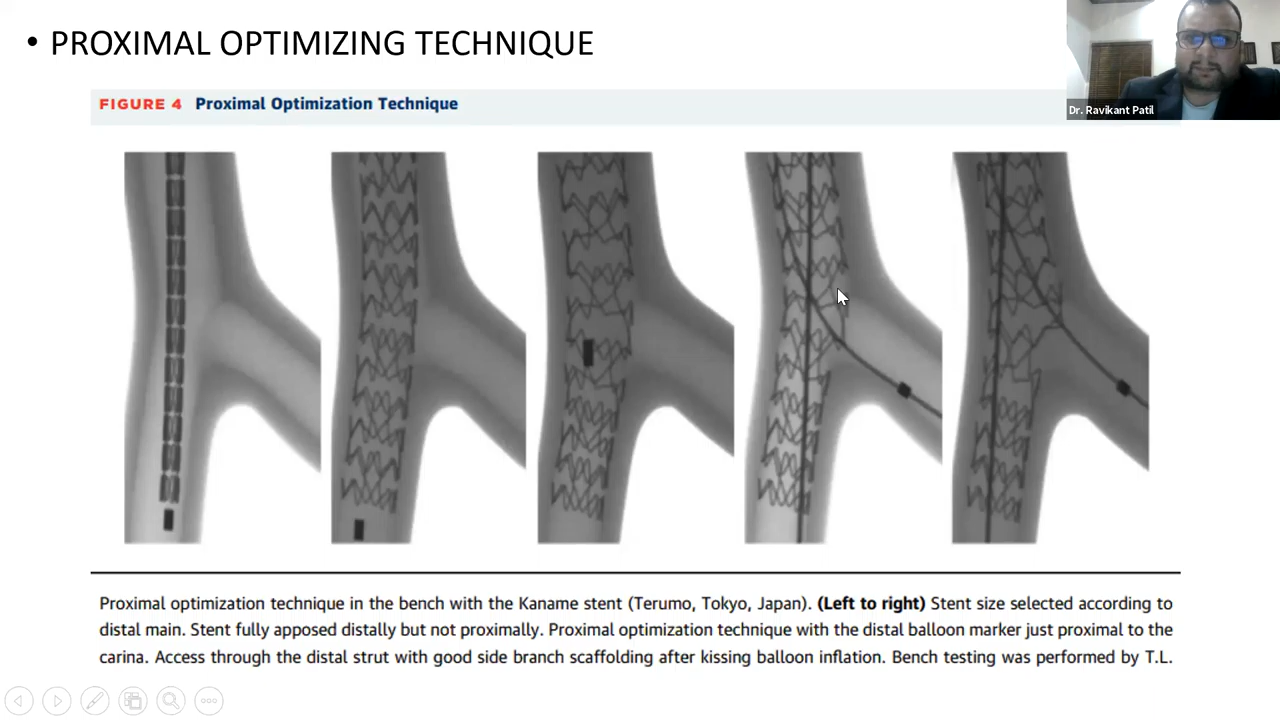 • PROXIMAL OPTIMIZING TECHNIQUE
FIGURE 4 Proximal Optimization Technique
Dr. Ravikant Patil
Proximal optimization technique in the bench with the Kaname stent (Terumo, Tokyo, Japan). (Left to right) Stent size selected according to
distal main. Stent fully apposed distally but not proximally. Proximal optimization technique with the distal balloon marker just proximal to the
carina. Access through the distal strut with good side branch scaffolding after kissing balloon inflation. Bench testing was performed by T.L.